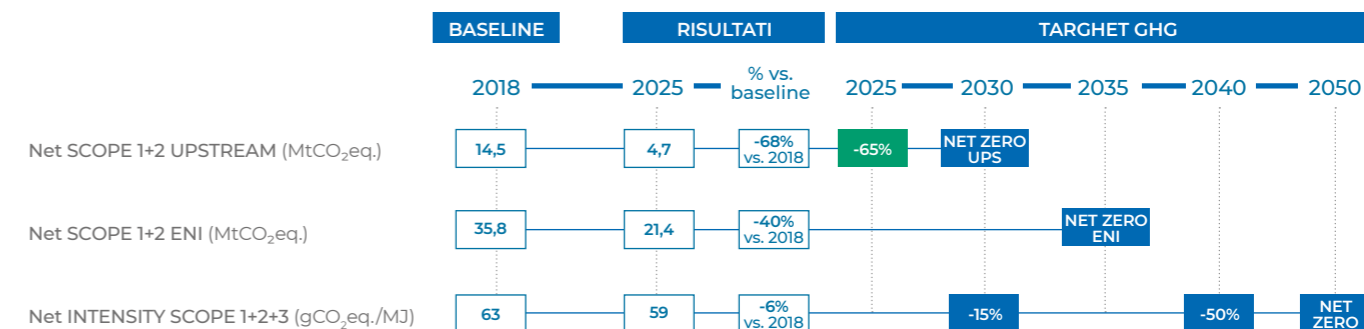 BASELINE RISULTATI TARGHET GHG
2018 2025 % vs. baseline 2025 2030 2035 2040 2050
Net SCOPE 1+2 UPSTREAM (MtCO₂eq.) 14,5 4,7 -68% vs. 2018 -65% NET ZERO UPS
Net SCOPE 1+2 ENI (MtCO₂eq.) 35,8 21,4 -40% vs. 2018 NET ZERO ENI
Net INTENSITY SCOPE 1+2+3 (gCO₂eq./MJ) 63 59 -6% vs. 2018 -15% -50% NET ZERO